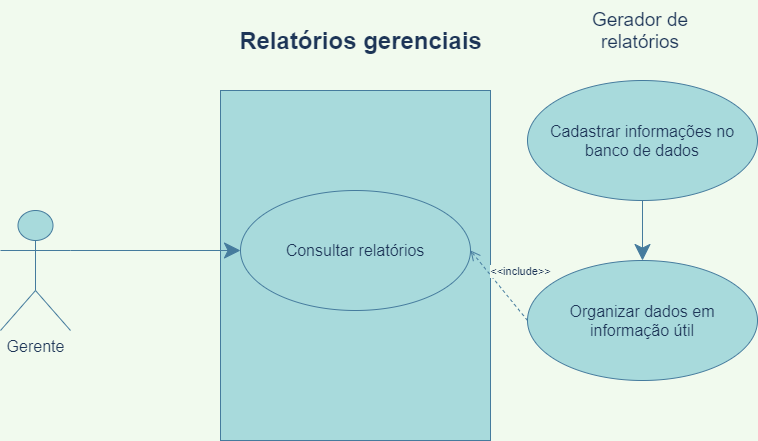 Relatórios gerenciais
Gerador de
relatórios
Cadastrar informações no
banco de dados
Consultar relatórios
<<include>>
Organizar dados em
informação útil
Gerente